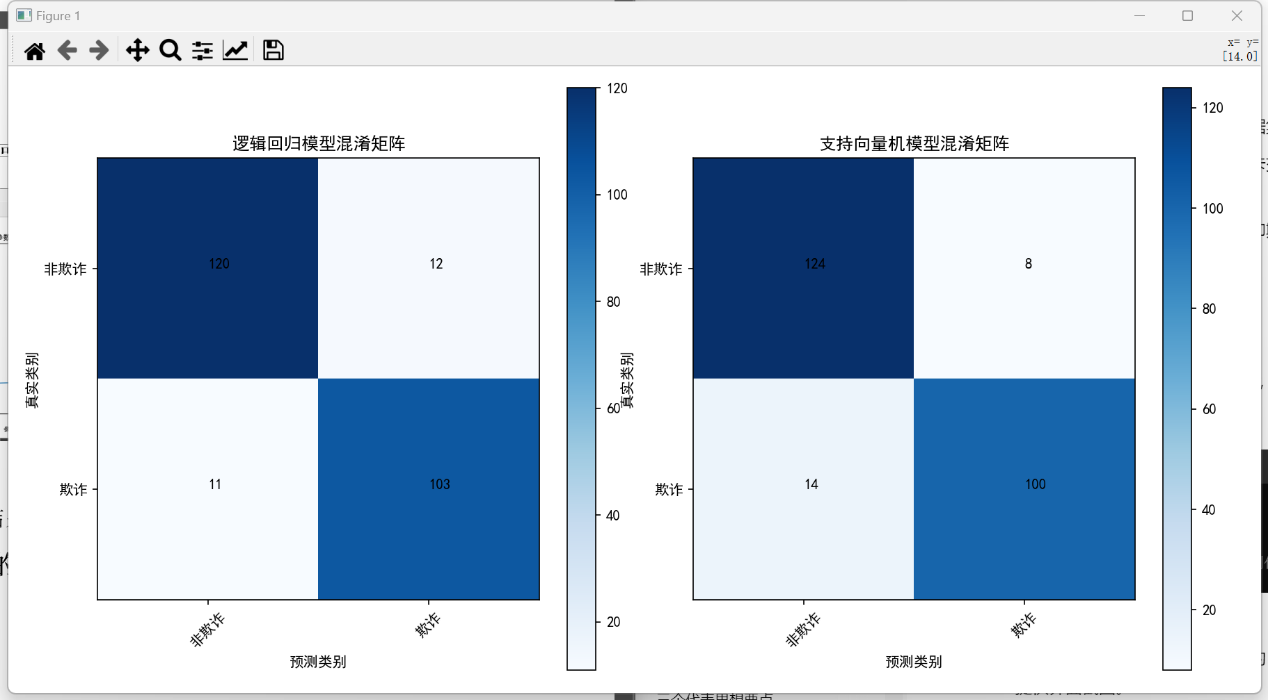 Figure 1
x= y=
[14.0]
逻辑回归模型混淆矩阵
120
100
80
60
40
20
非欺诈
欺诈
真实类别
120
12
11
103
非欺诈
欺诈
预测类别
支持向量机模型混淆矩阵
120
100
80
60
40
20
非欺诈
欺诈
真实类别
124
8
14
100
非欺诈
欺诈
预测类别